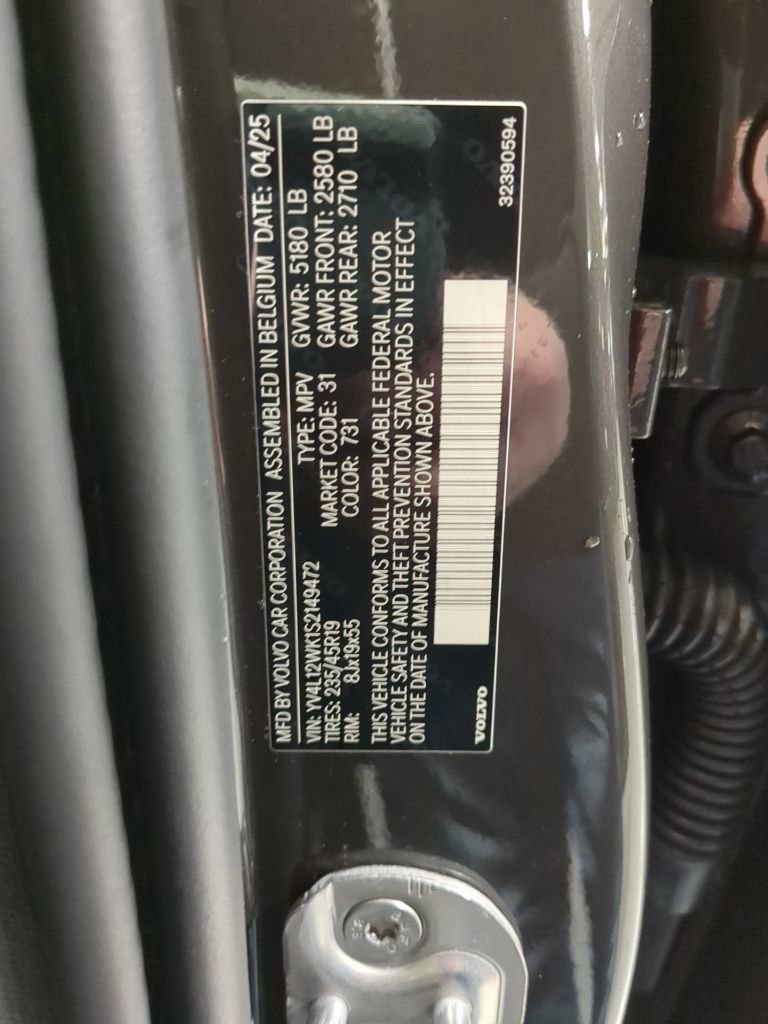 MFD BY VOLVO CAR CORPORATION ASSEMBLED IN BELGIUM DATE: 04/25
VIN: YV4L12WK1S2149472 TYPE: MPV GVWR: 5180 LB
TIRES: 235/45R19 MARKET CODE: 31 GAWR FRONT: 2580 LB
RIM: 8Jx19x55 COLOR: 731 GAWR REAR: 2710 LB
THIS VEHICLE CONFORMS TO ALL APPLICABLE FEDERAL MOTOR
VEHICLE SAFETY AND THEFT PREVENTION STANDARDS IN EFFECT
ON THE DATE OF MANUFACTURE SHOWN ABOVE.
VOLVO 32390594